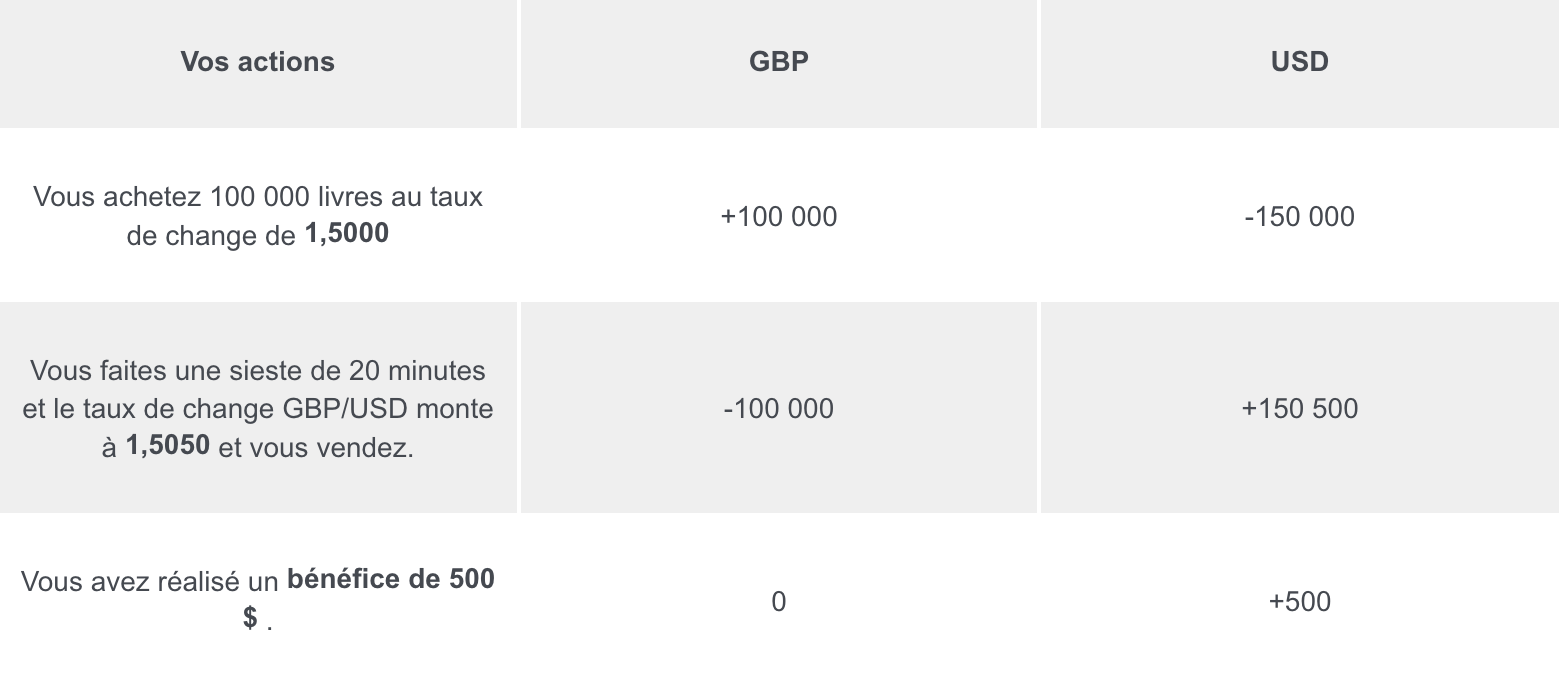 Vos actions
GBP
USD
Vous achetez 100 000 livres au taux
de change de 1,5000
+100 000
-150 000
Vous faites une sieste de 20 minutes
et le taux de change GBP/USD monte
à 1,5050 et vous vendez.
-100 000
+150 500
Vous avez réalisé un bénéfice de 500
$ .
0
+500